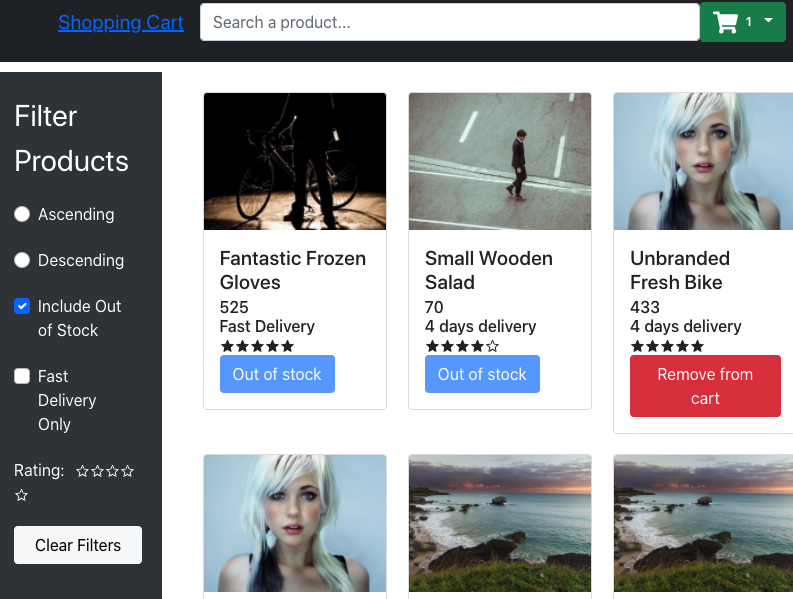 Shopping Cart
Search a product...
1
Filter
Products
Ascending
Descending
Include Out
of Stock
Fast
Delivery
Only
Rating:
Clear Filters
Fantastic Frozen
Gloves
525
Fast Delivery
Out of stock
Small Wooden
Salad
70
4 days delivery
Out of stock
Unbranded
Fresh Bike
433
4 days delivery
Remove from
cart